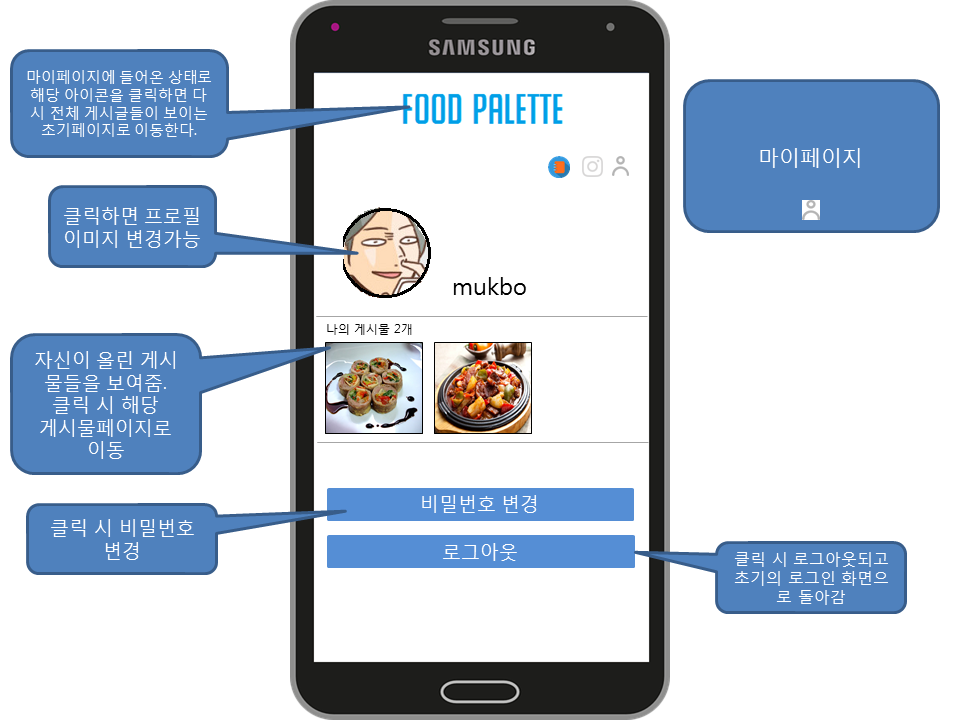 SAMSUNG
마이페이지에 들어온 상태로
해당 아이콘을 클릭하면 다
시 전체 게시글들이 보이는
초기페이지로 이동한다.
FOOD PALETTE
마이페이지
클릭하면 프로필
이미지 변경가능
mukbo
나의 게시물 2개
자신이 올린 게시
물들을 보여줌.
클릭 시 해당
게시물페이지로
이동
비밀번호 변경
클릭 시 비밀번호
변경
로그아웃
클릭 시 로그아웃되고
초기의 로그인 화면으
로 돌아감